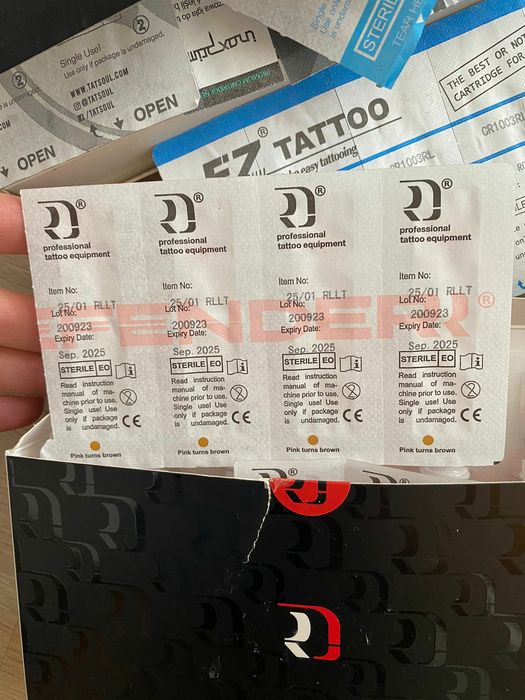 Single Use!
Use only if package is undamaged.
WWW.TATSOUL.COM
@TATSOUL
/TATSOUL
OPEN
OPEN
inoxprim
STERILE
TEAR HE
THE BEST OR NOT
CARTRIDGE FOR
EZ® TATTOO
easy tattooing
CR1003RL
CR1003RL
® ® ® ®
professional professional professional professional
tattoo equipment tattoo equipment tattoo equipment tattoo equipment
Item No: Item No: Item No: Item No:
25/01 RLLT 25/01 RLLT 25/01 RLLT 25/01 RLLT
Lot No: Lot No: Lot No: Lot No:
200923 200923 200923 200923
FENDER®
Expiry Date: Expiry Date: Expiry Date: Expiry Date:
Sep. 2025 Sep. 2025 Sep. 2025 Sep. 2025
STERILE EO i STERILE EO i STERILE EO i STERILE EO i
Read instruction Read instruction Read instruction Read instruction
manual of ma- manual of ma- manual of ma- manual of ma-
chine prior to use. chine prior to use. chine prior to use. chine prior to use.
Single use! Use Single use! Use Single use! Use Single use! Use
only if package only if package only if package only if package
is undamaged. CE is undamaged. CE is undamaged. CE is undamaged. CE
Pink turns brown Pink turns brown Pink turns brown Pink turns brown